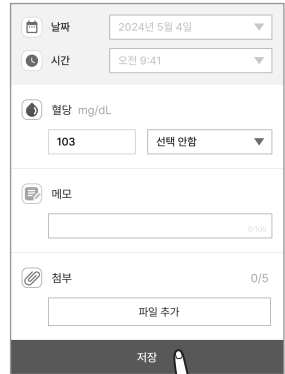 날짜 2024년 5월 4일
시간 오전 9:41
혈당 mg/dL
103 선택 안함
메모
0/100
첨부 0/5
파일 추가
저장